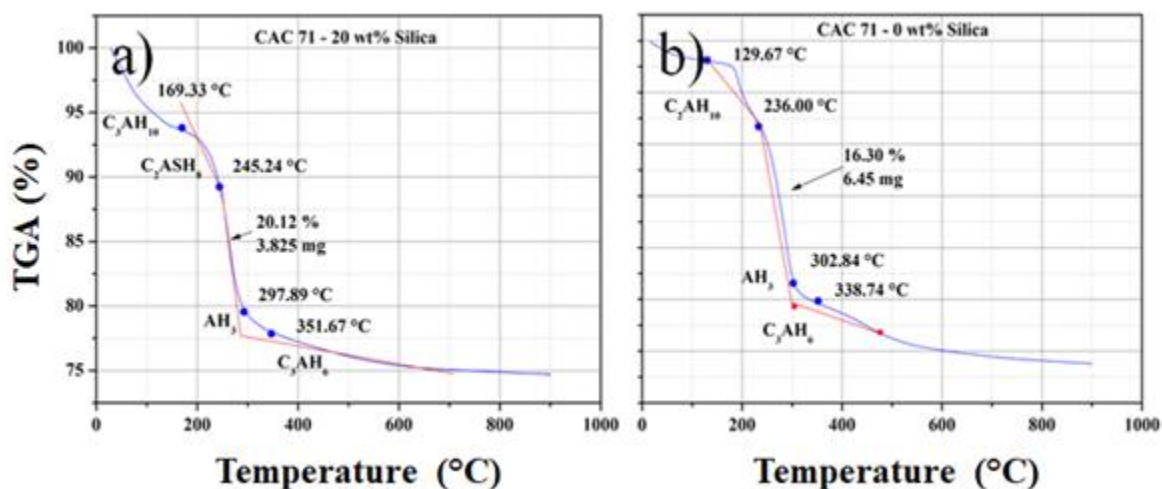 a)
CAC 71 - 20 wt% Silica
100
169.33 °C
95
C₃AH₁₀
C₂ASH₈
90
245.24 °C
20.12 %
3.825 mg
85
297.89 °C
80
AH₃
351.67 °C
C₃AH₆
75
0 200 400 600 800 1000
Temperature (°C)
TGA (%)
b)
CAC 71 - 0 wt% Silica
129.67 °C
C₂AH₁₀
236.00 °C
16.30 %
6.45 mg
302.84 °C
AH₃
338.74 °C
C₃AH₆
0 200 400 600 800 1000
Temperature (°C)